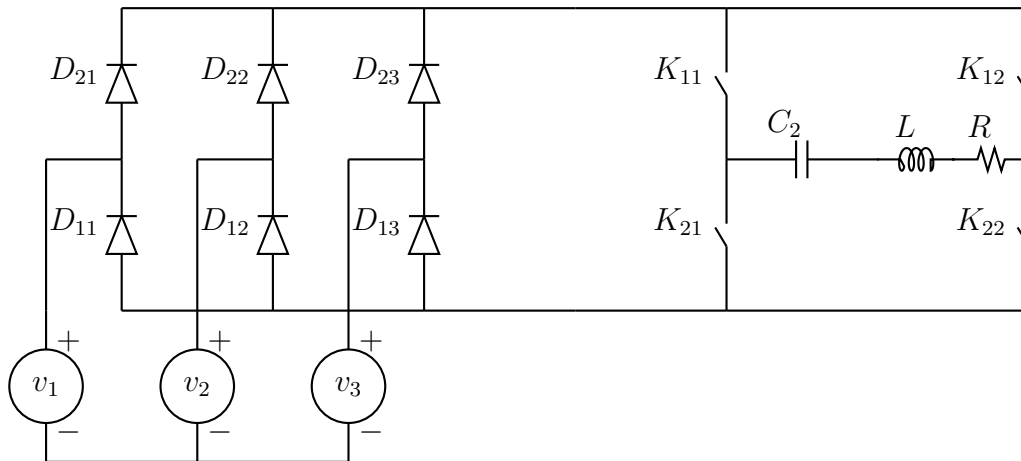 D₂₁ D₂₂ D₂₃ K₁₁ K₁₂
C₂ L R
D₁₁ D₁₂ D₁₃ K₂₁ K₂₂
+ + +
v₁ v₂ v₃
− − −